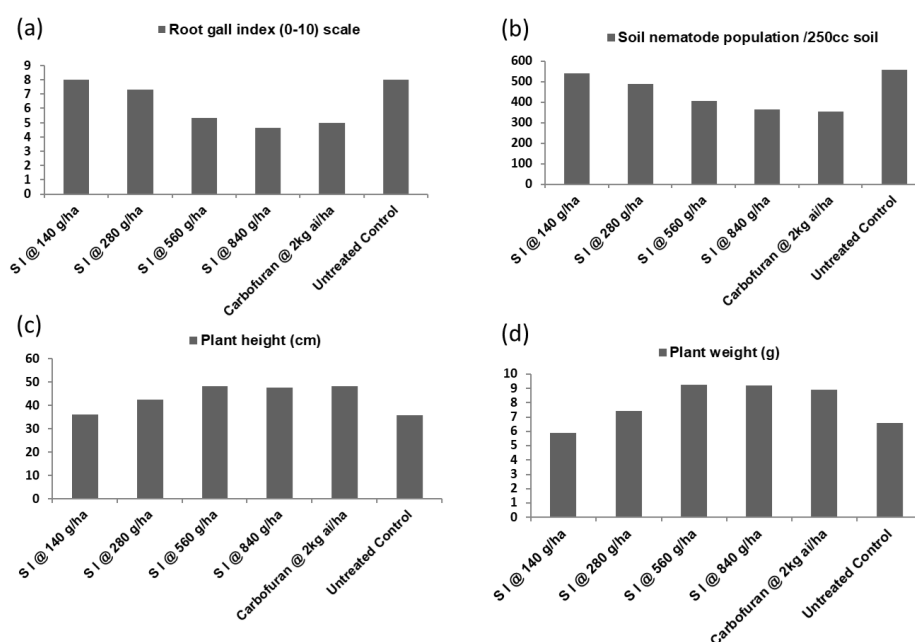 (a)
Root gall index (0-10) scale
9
8
7
6
5
4
3
2
1
0
S I @ 140 g/ha
S I @ 280 g/ha
S I @ 560 g/ha
S I @ 840 g/ha
Carbofuran @ 2kg ai/ha
Untreated Control
(b)
Soil nematode population /250cc soil
600
500
400
300
200
100
0
S I @ 140 g/ha
S I @ 280 g/ha
S I @ 560 g/ha
S I @ 840 g/ha
Carbofuran @ 2kg ai/ha
Untreated Control
(c)
Plant height (cm)
60
50
40
30
20
10
0
S I @ 140 g/ha
S I @ 280 g/ha
S I @ 560 g/ha
S I @ 840 g/ha
Carbofuran @ 2kg ai/ha
Untreated Control
(d)
Plant weight (g)
10
9
8
7
6
5
4
3
2
1
0
S I @ 140 g/ha
S I @ 280 g/ha
S I @ 560 g/ha
S I @ 840 g/ha
Carbofuran @ 2kg ai/ha
Untreated Control